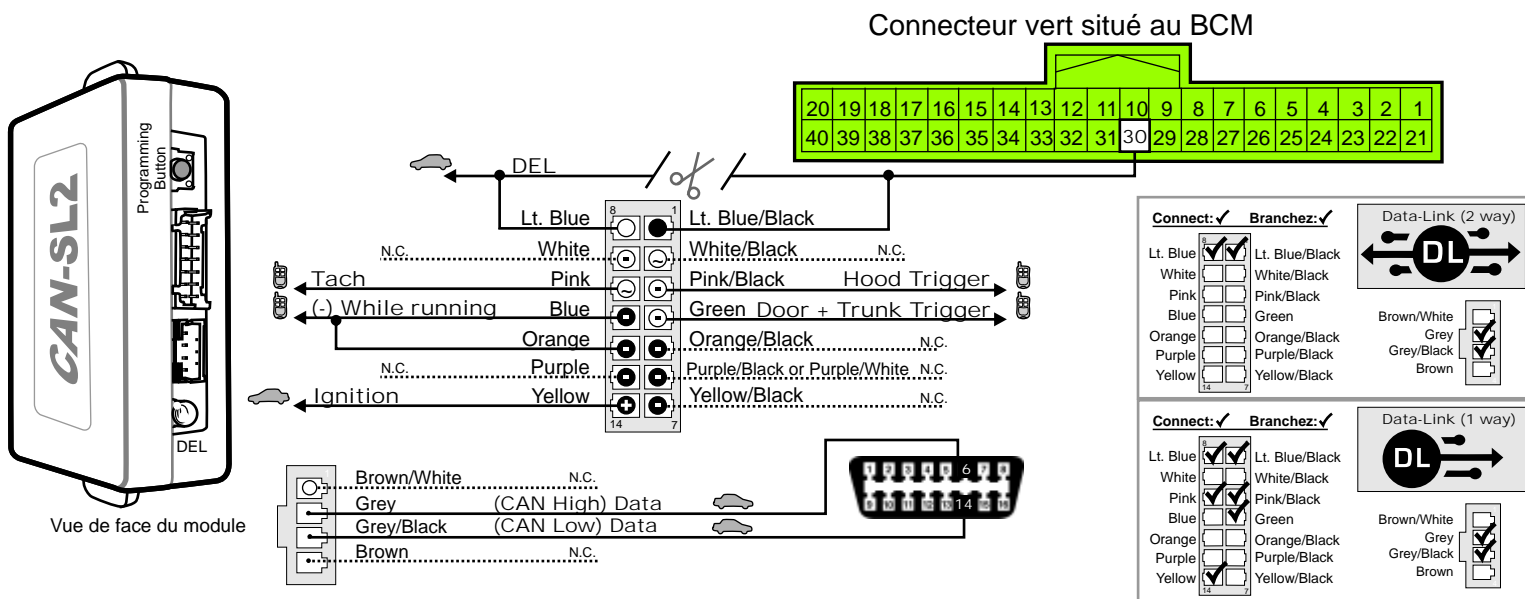 Connecteur vert situé au BCM
20 19 18 17 16 15 14 13 12 11 10 9 8 7 6 5 4 3 2 1
40 39 38 37 36 35 34 33 32 31 30 29 28 27 26 25 24 23 22 21
Programming
Button
CAN-SL2
DEL
Vue de face du module
DEL
8 1
Lt. Blue Lt. Blue/Black
N.C. White White/Black N.C.
Tach Pink Pink/Black Hood Trigger
(-) While running Blue Green Door + Trunk Trigger
Orange Orange/Black N.C.
N.C. Purple Purple/Black or Purple/White N.C.
Ignition Yellow Yellow/Black N.C.
14 7
1
Brown/White N.C.
Grey (CAN High) Data
Grey/Black (CAN Low) Data
Brown N.C.
1 2 3 4 5 6 7 8
9 10 11 12 13 14 15 16
Connect: Branchez:
8
Lt. Blue Lt. Blue/Black
White White/Black
Pink Pink/Black
Blue Green
Orange Orange/Black
Purple Purple/Black
Yellow Yellow/Black
14 7
Data-Link (2 way)
DL
Brown/White
Grey
Grey/Black
Brown
Connect: Branchez:
8
Lt. Blue Lt. Blue/Black
White White/Black
Pink Pink/Black
Blue Green
Orange Orange/Black
Purple Purple/Black
Yellow Yellow/Black
14 7
Data-Link (1 way)
DL
Brown/White
Grey
Grey/Black
Brown